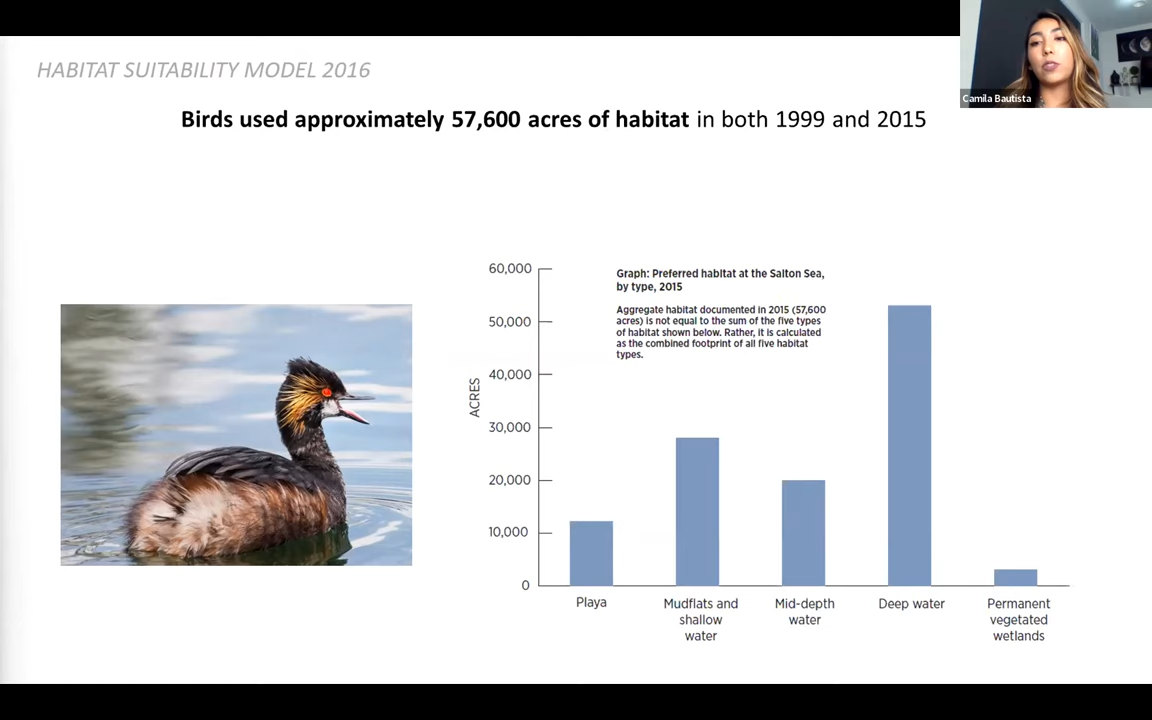 HABITAT SUITABILITY MODEL 2016
Camila Bautista
Birds used approximately 57,600 acres of habitat in both 1999 and 2015
Graph: Preferred habitat at the Salton Sea,
by type, 2015
Aggregate habitat documented in 2015 (57,600
acres) is not equal to the sum of the five types
of habitat shown below. Rather, it is calculated
as the combined footprint of all five habitat
types.
ACRES
60,000
50,000
40,000
30,000
20,000
10,000
0
Playa
Mudflats and
shallow
water
Mid-depth
water
Deep water
Permanent
vegetated
wetlands